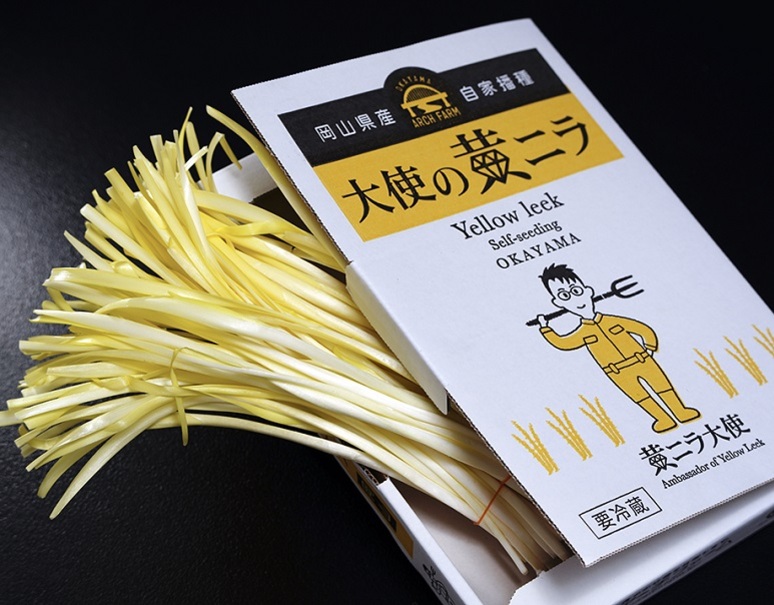 岡山県産
OKAYAMA
ARCH FARM
自家播種
大使の黄ニラ
Yellow leek
Self-seeding
OKAYAMA
黄ニラ大使
Ambassador of Yellow Leek
要冷蔵